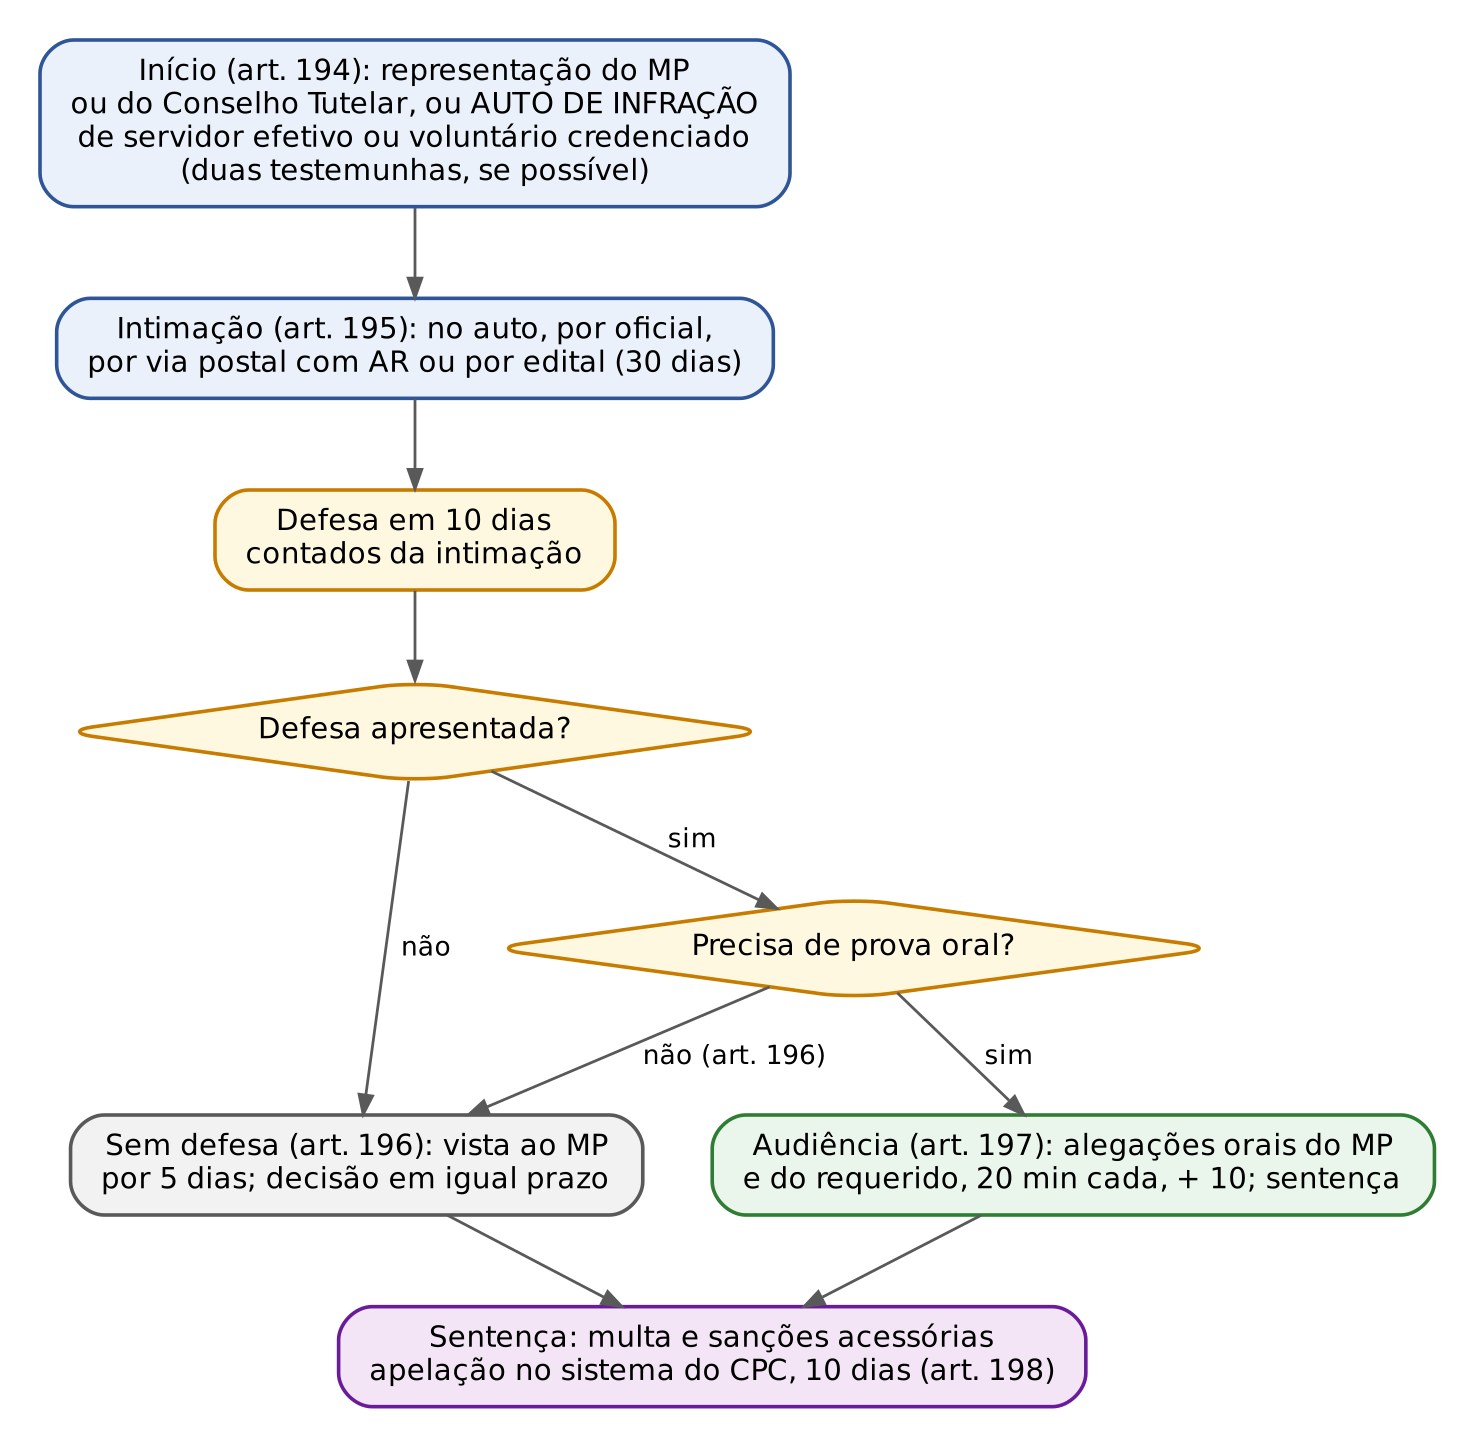 Início (art. 194): representação do MP
ou do Conselho Tutelar, ou AUTO DE INFRAÇÃO
de servidor efetivo ou voluntário credenciado
(duas testemunhas, se possível)
Intimação (art. 195): no auto, por oficial,
por via postal com AR ou por edital (30 dias)
Defesa em 10 dias
contados da intimação
Defesa apresentada?
sim
não
Precisa de prova oral?
não (art. 196)
sim
Sem defesa (art. 196): vista ao MP
por 5 dias; decisão em igual prazo
Audiência (art. 197): alegações orais do MP
e do requerido, 20 min cada, + 10; sentença
Sentença: multa e sanções acessórias
apelação no sistema do CPC, 10 dias (art. 198)